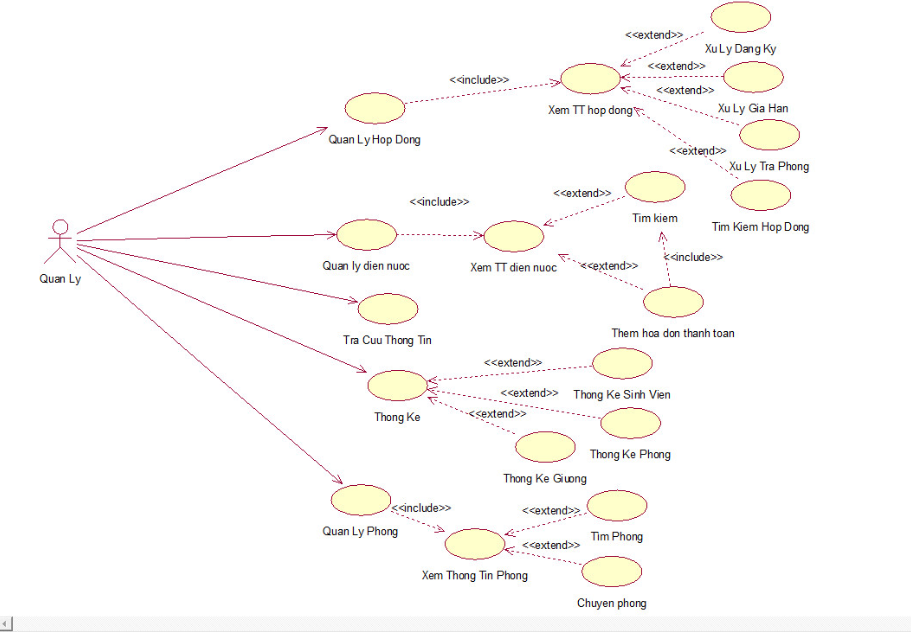 <<extend>>
Xu Ly Dang Ky
<<extend>>
<<include>>
<<extend>>
Xem TT hop dong
Xu Ly Gia Han
Quan Ly Hop Dong
<<extend>>
Xu Ly Tra Phong
<<extend>>
<<include>>
Tim kiem
Tim Kiem Hop Dong
Quan ly dien nuoc
Xem TT dien nuoc
<<extend>>
<<include>>
Quan Ly
Them hoa don thanh toan
Tra Cuu Thong Tin
<<extend>>
<<extend>>
Thong Ke Sinh Vien
<<extend>>
Thong Ke
Thong Ke Phong
Thong Ke Giuong
<<include>>
<<extend>>
Quan Ly Phong
Tim Phong
<<extend>>
Xem Thong Tin Phong
Chuyen phong